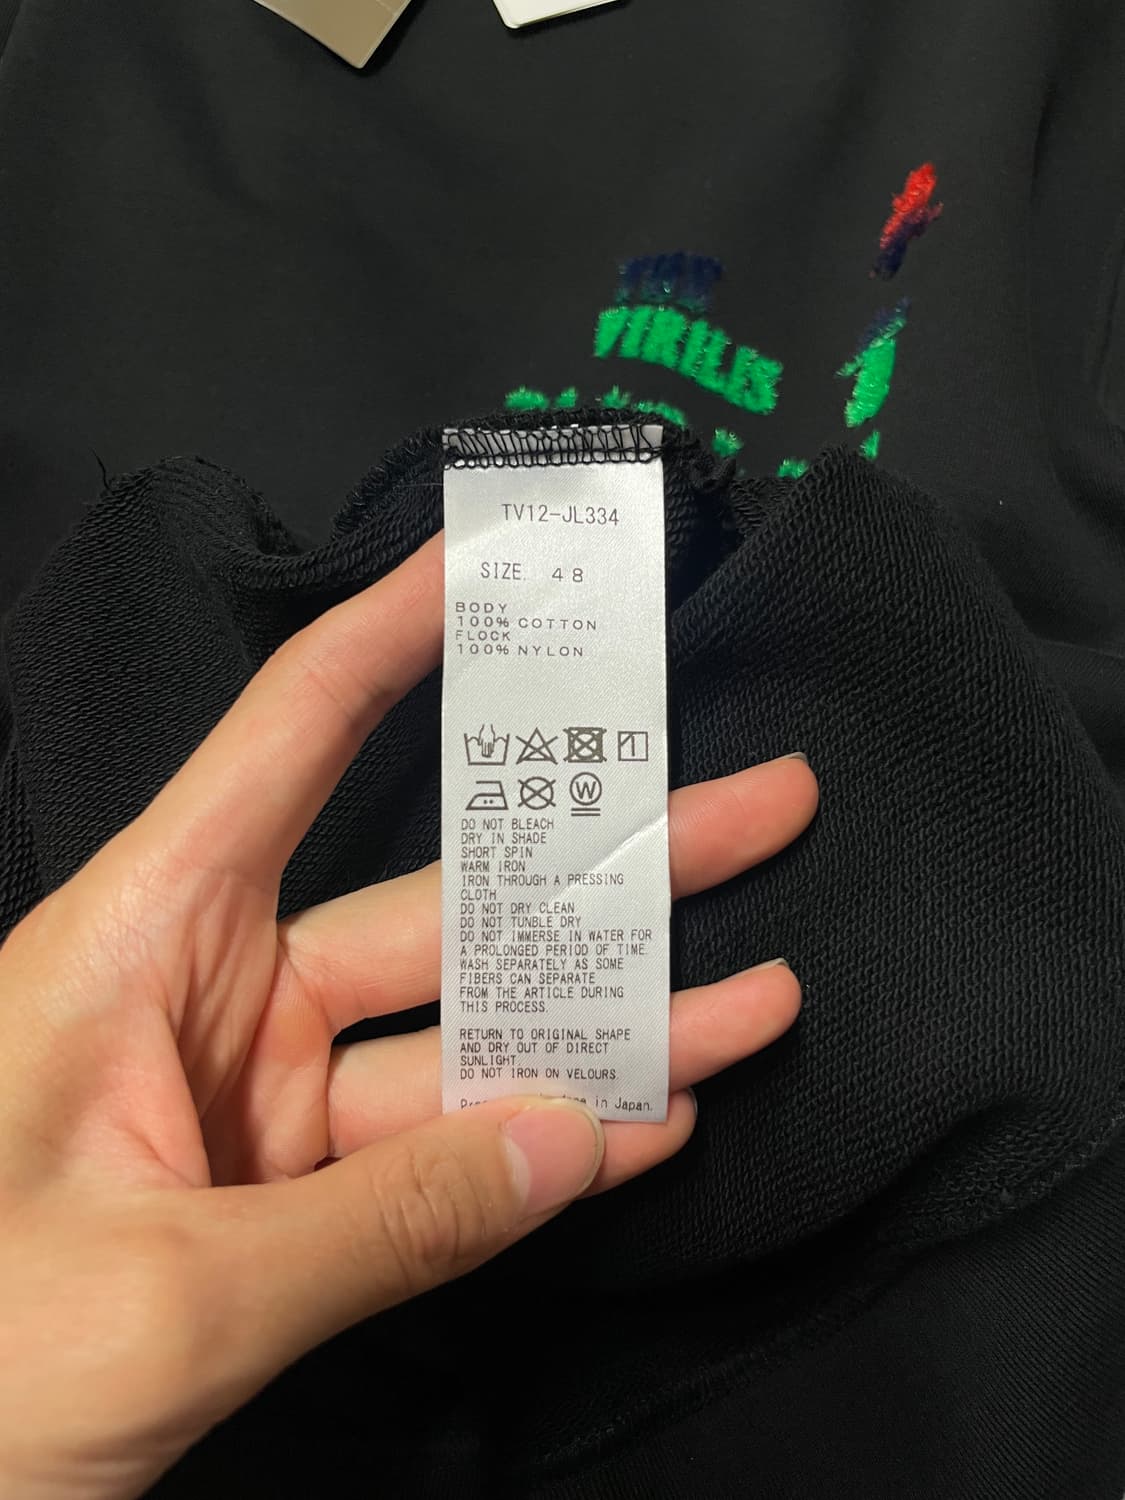 VIRILIS
TV12-JL334
SIZE. 48
BODY
100% COTTON
FLOCK
100% NYLON
W
DO NOT BLEACH
DRY IN SHADE
SHORT SPIN
WARM IRON
IRON THROUGH A PRESSING
CLOTH
DO NOT DRY CLEAN
DO NOT TUNBLE DRY
DO NOT IMMERSE IN WATER FOR
A PROLONGED PERIOD OF TIME.
WASH SEPARATELY AS SOME
FIBERS CAN SEPARATE
FROM THE ARTICLE DURING
THIS PROCESS.
RETURN TO ORIGINAL SHAPE
AND DRY OUT OF DIRECT
SUNLIGHT.
DO NOT IRON ON VELOURS.
in Japan.